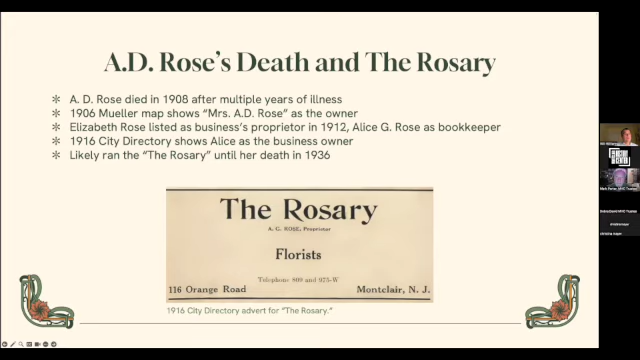 A.D. Rose's Death and The Rosary
A. D. Rose died in 1908 after multiple years of illness
1906 Mueller map shows "Mrs. A.D. Rose" as the owner
Elizabeth Rose listed as business's proprietor in 1912, Alice G. Rose as bookkeeper
1916 City Directory shows Alice as the business owner
Likely ran the "The Rosary" until her death in 1936
The Rosary
A. G. ROSE, Proprietor
Florists
Telephone 809 and 975-W
116 Orange Road Montclair, N. J.
1916 City Directory advert for "The Rosary."